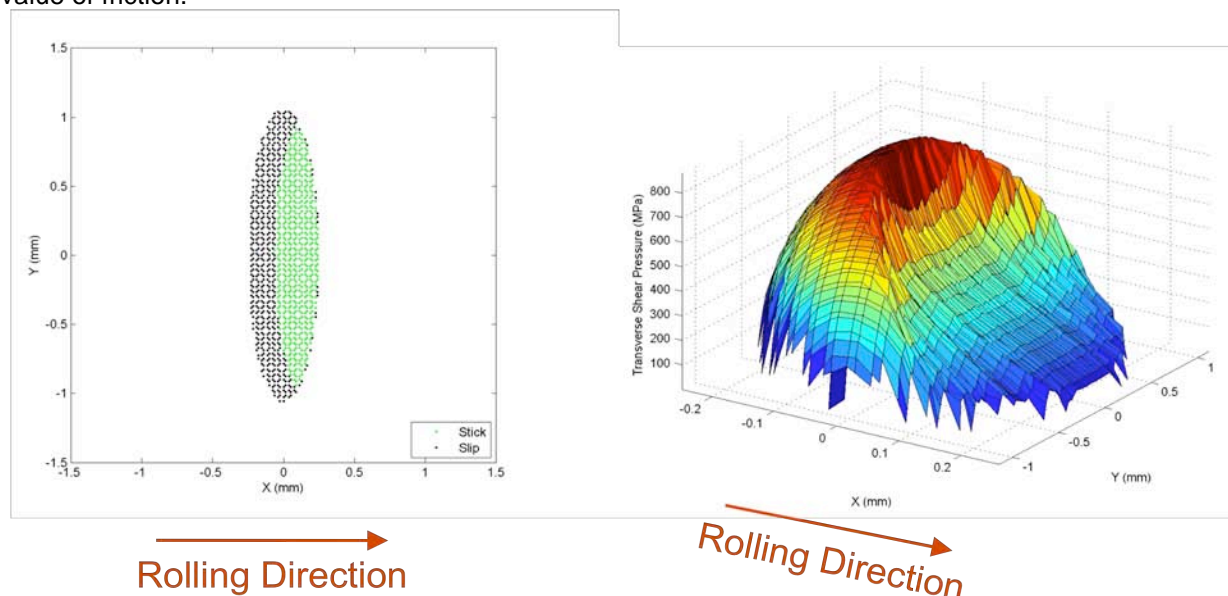 value of friction.
1.5
1
0.5
0
-0.5
-1
-1.5
Y (mm)
-1.5 -1 -0.5 0 0.5 1 1.5
X (mm)
Stick
Slip
Rolling Direction
800
700
600
500
400
300
200
100
Transverse Shear Pressure (MPa)
-0.2 -0.1 0 0.1 0.2
X (mm)
-1 -0.5 0 0.5 1
Y (mm)
Rolling Direction